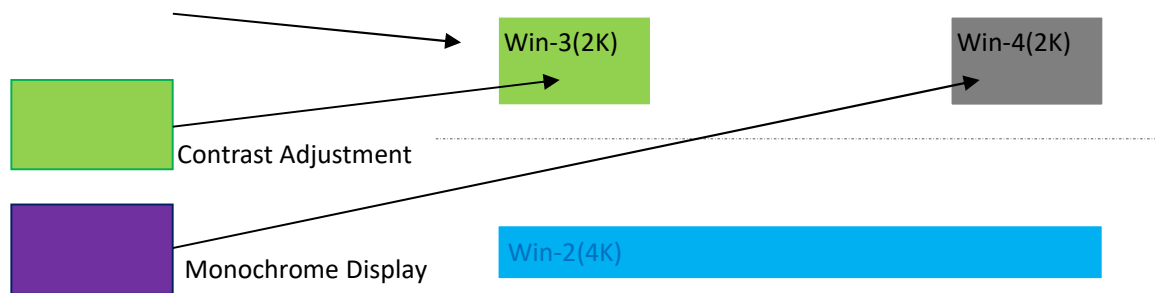 Win-3(2K)
Win-4(2K)
Contrast Adjustment
Win-2(4K)
Monochrome Display